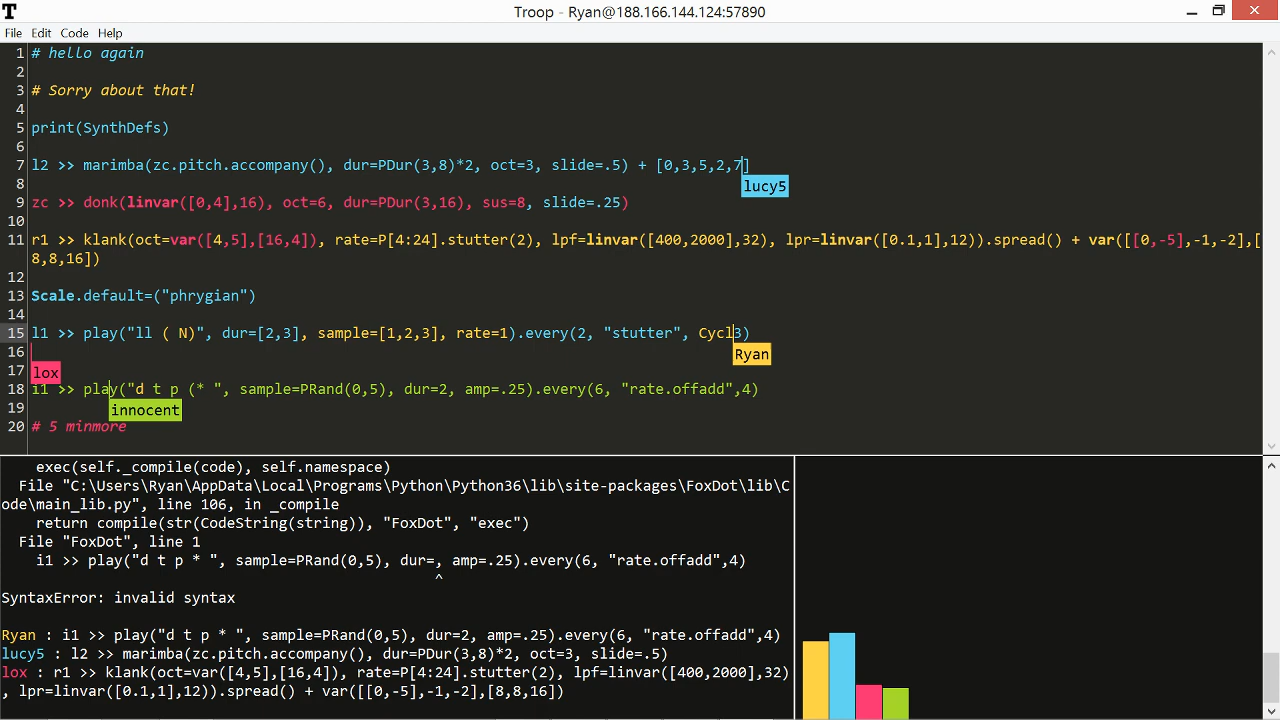 T Troop - Ryan@188.166.144.124:57890
File Edit Code Help
1 # hello again
2
3 # Sorry about that!
4
5 print(SynthDefs)
6
7 l2 >> marimba(zc.pitch.accompany(), dur=PDur(3,8)*2, oct=3, slide=.5) + [0,3,5,2,7]
lucy5
8
9 zc >> donk(linvar([0,4],16), oct=6, dur=PDur(3,16), sus=8, slide=.25)
10
11 r1 >> klank(oct=var([4,5],[16,4]), rate=P[4:24].stutter(2), lpf=linvar([400,2000],32), lpr=linvar([0.1,1],12)).spread() + var([[0,-5],-1,-2],[
8,8,16])
12
13 Scale.default=("phrygian")
14
15 l1 >> play("ll ( N)", dur=[2,3], sample=[1,2,3], rate=1).every(2, "stutter", Cycl3)
Ryan
16
17
lox
18 i1 >> play("d t p (* ", sample=PRand(0,5), dur=2, amp=.25).every(6, "rate.offadd",4)
innocent
19
20 # 5 minmore
exec(self._compile(code), self.namespace)
File "C:\Users\Ryan\AppData\Local\Programs\Python\Python36\lib\site-packages\FoxDot\lib\C
ode\main_lib.py", line 106, in _compile
return compile(str(CodeString(string)), "FoxDot", "exec")
File "FoxDot", line 1
i1 >> play("d t p * ", sample=PRand(0,5), dur=, amp=.25).every(6, "rate.offadd",4)
^
SyntaxError: invalid syntax
Ryan : i1 >> play("d t p * ", sample=PRand(0,5), dur=2, amp=.25).every(6, "rate.offadd",4)
lucy5 : l2 >> marimba(zc.pitch.accompany(), dur=PDur(3,8)*2, oct=3, slide=.5)
lox : r1 >> klank(oct=var([4,5],[16,4]), rate=P[4:24].stutter(2), lpf=linvar([400,2000],32)
, lpr=linvar([0.1,1],12)).spread() + var([[0,-5],-1,-2],[8,8,16])